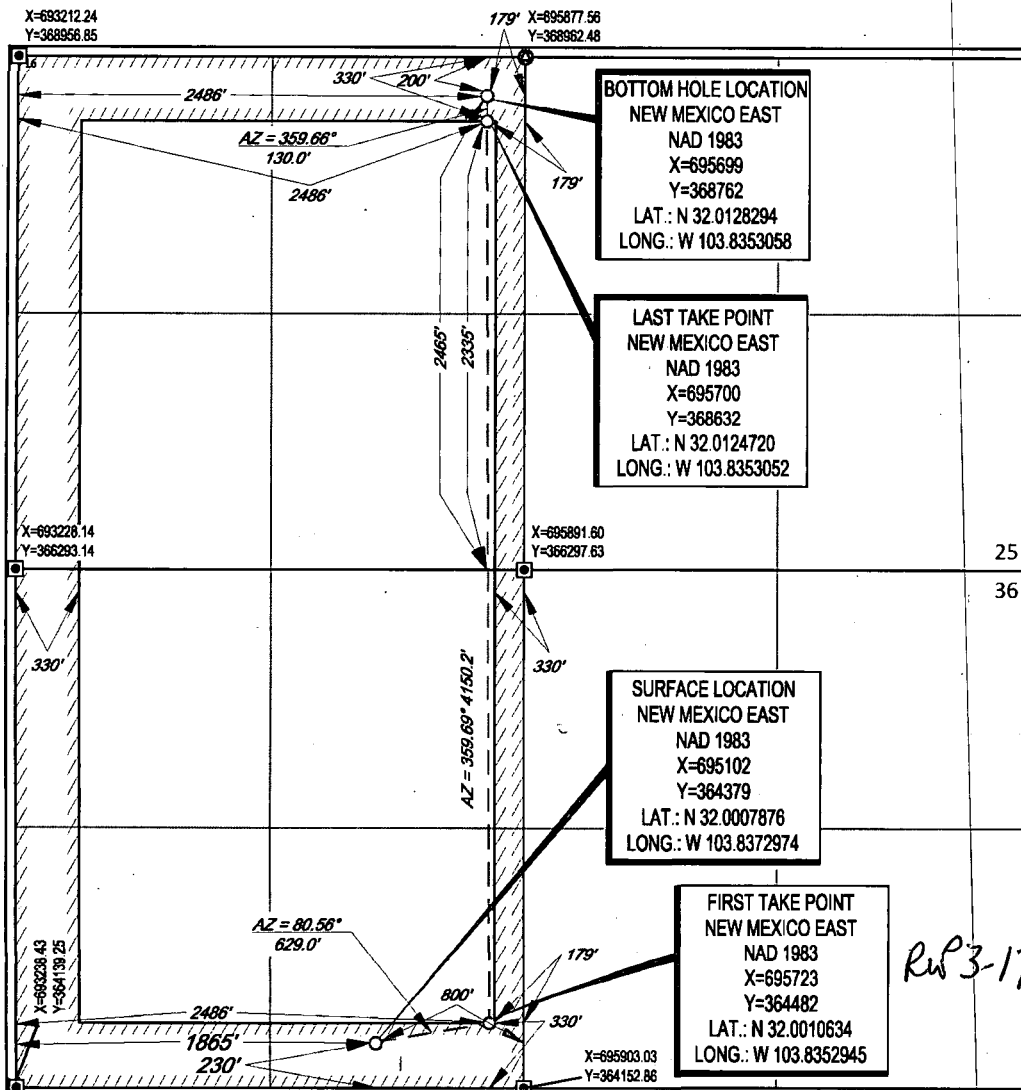 X=693212.24
Y=368956.85
179'
X=695877.56
Y=368962.48
330'
200'
2486'
AZ = 359.66°
130.0'
2486'
179'
BOTTOM HOLE LOCATION
NEW MEXICO EAST
NAD 1983
X=695699
Y=368762
LAT.: N 32.0128294
LONG.: W 103.8353058
LAST TAKE POINT
NEW MEXICO EAST
NAD 1983
X=695700
Y=368632
LAT.: N 32.0124720
LONG.: W 103.8353052
2465'
2335'
X=693228.14
Y=366293.14
X=695891.60
Y=366297.63
25
36
330'
330'
AZ = 359.69° 4150.2'
SURFACE LOCATION
NEW MEXICO EAST
NAD 1983
X=695102
Y=364379
LAT.: N 32.0007876
LONG.: W 103.8372974
FIRST TAKE POINT
NEW MEXICO EAST
NAD 1983
X=695723
Y=364482
LAT.: N 32.0010634
LONG.: W 103.8352945
AZ = 80.56°
629.0'
X=693238.43
Y=364139.25
179'
800'
2486'
330'
1865'
230'
X=695903.03
Y=364152.86